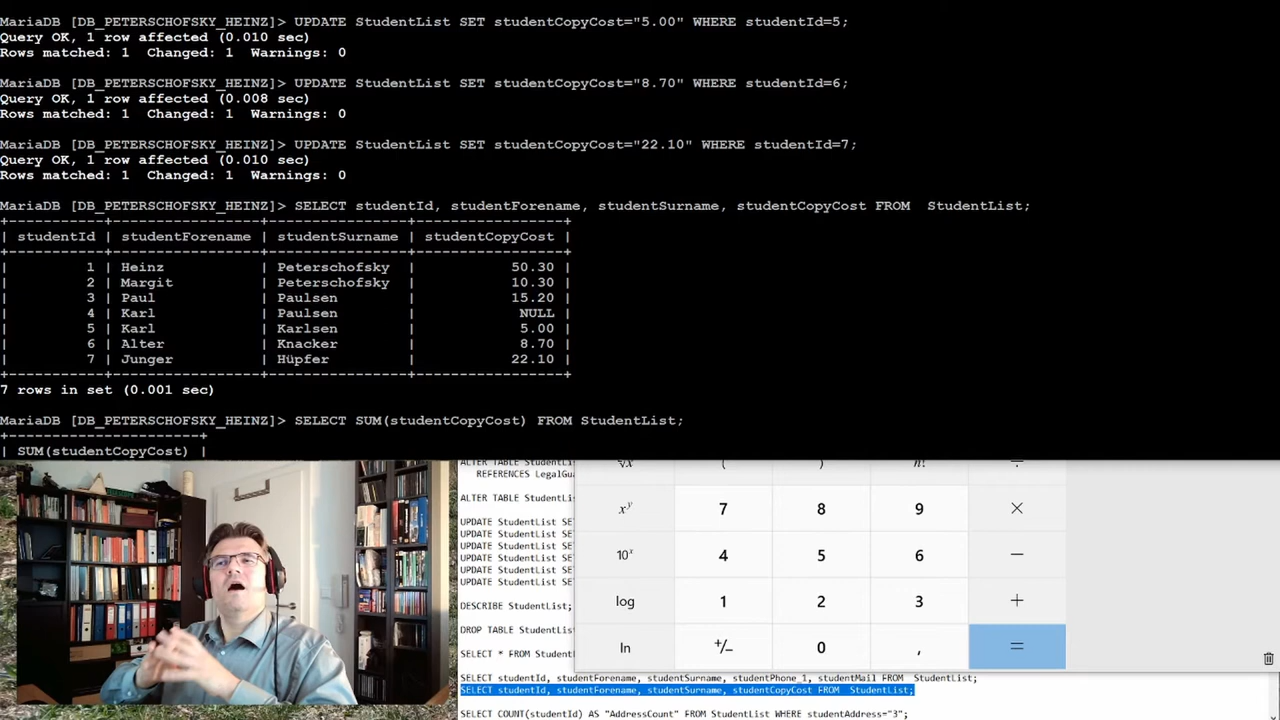 MariaDB [DB_PETERSCHOFSKY_HEINZ]> UPDATE StudentList SET studentCopyCost="5.00" WHERE studentId=5;
Query OK, 1 row affected (0.010 sec)
Rows matched: 1  Changed: 1  Warnings: 0
MariaDB [DB_PETERSCHOFSKY_HEINZ]> UPDATE StudentList SET studentCopyCost="8.70" WHERE studentId=6;
Query OK, 1 row affected (0.008 sec)
Rows matched: 1  Changed: 1  Warnings: 0
MariaDB [DB_PETERSCHOFSKY_HEINZ]> UPDATE StudentList SET studentCopyCost="22.10" WHERE studentId=7;
Query OK, 1 row affected (0.010 sec)
Rows matched: 1  Changed: 1  Warnings: 0
MariaDB [DB_PETERSCHOFSKY_HEINZ]> SELECT studentId, studentForename, studentSurname, studentCopyCost FROM  StudentList;
+-----------+-----------------+----------------+-----------------+
| studentId | studentForename | studentSurname | studentCopyCost |
+-----------+-----------------+----------------+-----------------+
|         1 | Heinz           | Peterschofsky  |           50.30 |
|         2 | Margit          | Peterschofsky  |           10.30 |
|         3 | Paul            | Paulsen        |           15.20 |
|         4 | Karl            | Paulsen        |            NULL |
|         5 | Karl            | Karlsen        |            5.00 |
|         6 | Alter           | Knacker        |            8.70 |
|         7 | Junger          | Hüpfer         |           22.10 |
+-----------+-----------------+----------------+-----------------+
7 rows in set (0.001 sec)
MariaDB [DB_PETERSCHOFSKY_HEINZ]> SELECT SUM(studentCopyCost) FROM StudentList;
+----------------------+
| SUM(studentCopyCost) |
ALTER TABLE StudentLis
REFERENCES LegalGua
ALTER TABLE StudentLis
UPDATE StudentList SET
UPDATE StudentList SET
UPDATE StudentList SET
UPDATE StudentList SET
UPDATE StudentList SET
UPDATE StudentList SET
DESCRIBE StudentList;
DROP TABLE StudentList
SELECT * FROM Student
SELECT studentId, studentForename, studentSurname, studentPhone_1, studentMail FROM  StudentList;
SELECT studentId, studentForename, studentSurname, studentCopyCost FROM  StudentList;
SELECT COUNT(studentId) AS "AddressCount" FROM StudentList WHERE studentAddress="3";
( ) n! ÷
xʸ 7 8 9 ×
10ˣ 4 5 6 −
log 1 2 3 +
ln +/− 0 , =